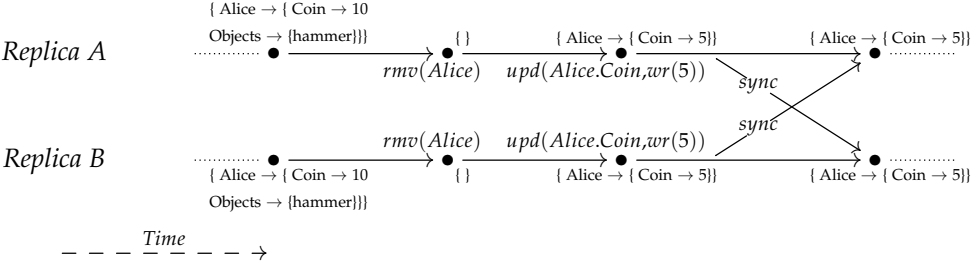 { Alice → { Coin → 10
Objects → {hammer}}}
{ }
{ Alice → { Coin → 5}}
{ Alice → { Coin → 5}}
Replica A
rmv(Alice)
upd(Alice.Coin,wr(5))
sync
sync
rmv(Alice)
upd(Alice.Coin,wr(5))
Replica B
{ Alice → { Coin → 10
{ }
{ Alice → { Coin → 5}}
{ Alice → { Coin → 5}}
Objects → {hammer}}}
Time